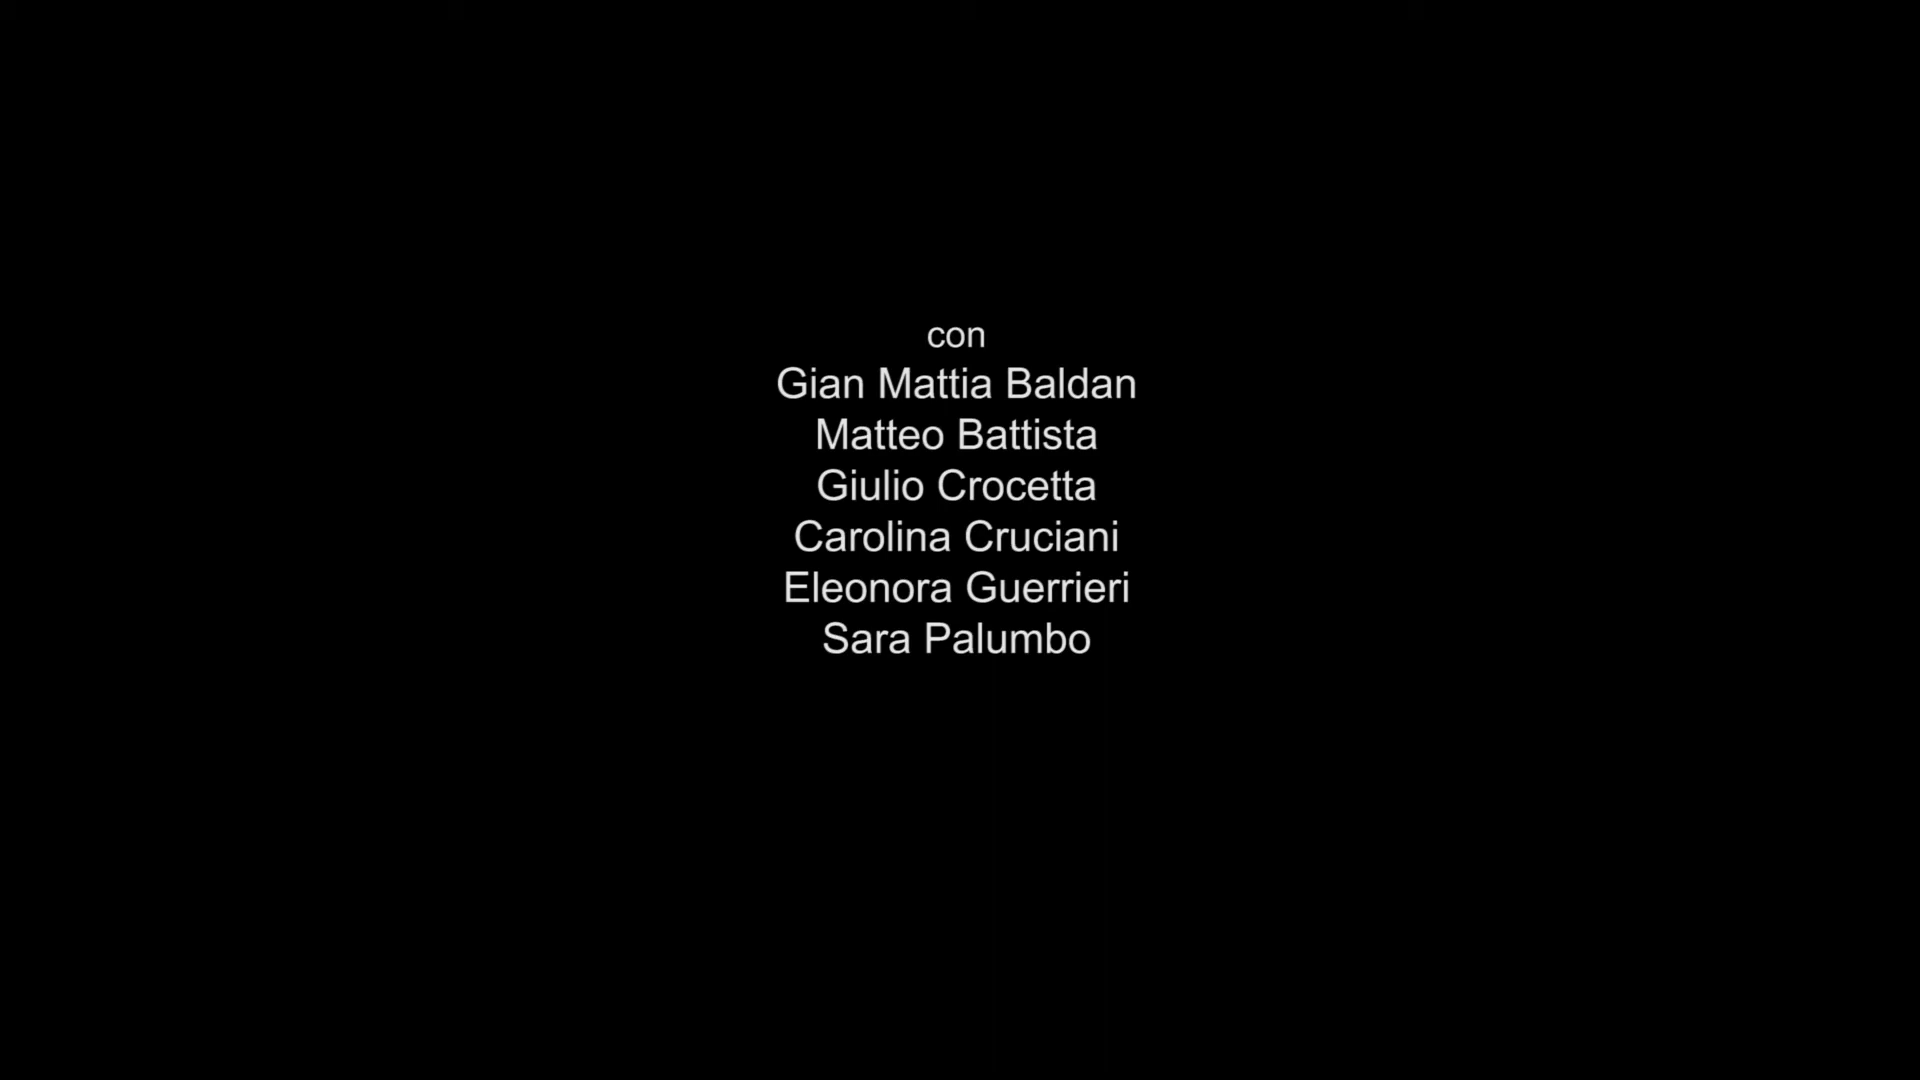 con
Gian Mattia Baldan
Matteo Battista
Giulio Crocetta
Carolina Cruciani
Eleonora Guerrieri
Sara Palumbo